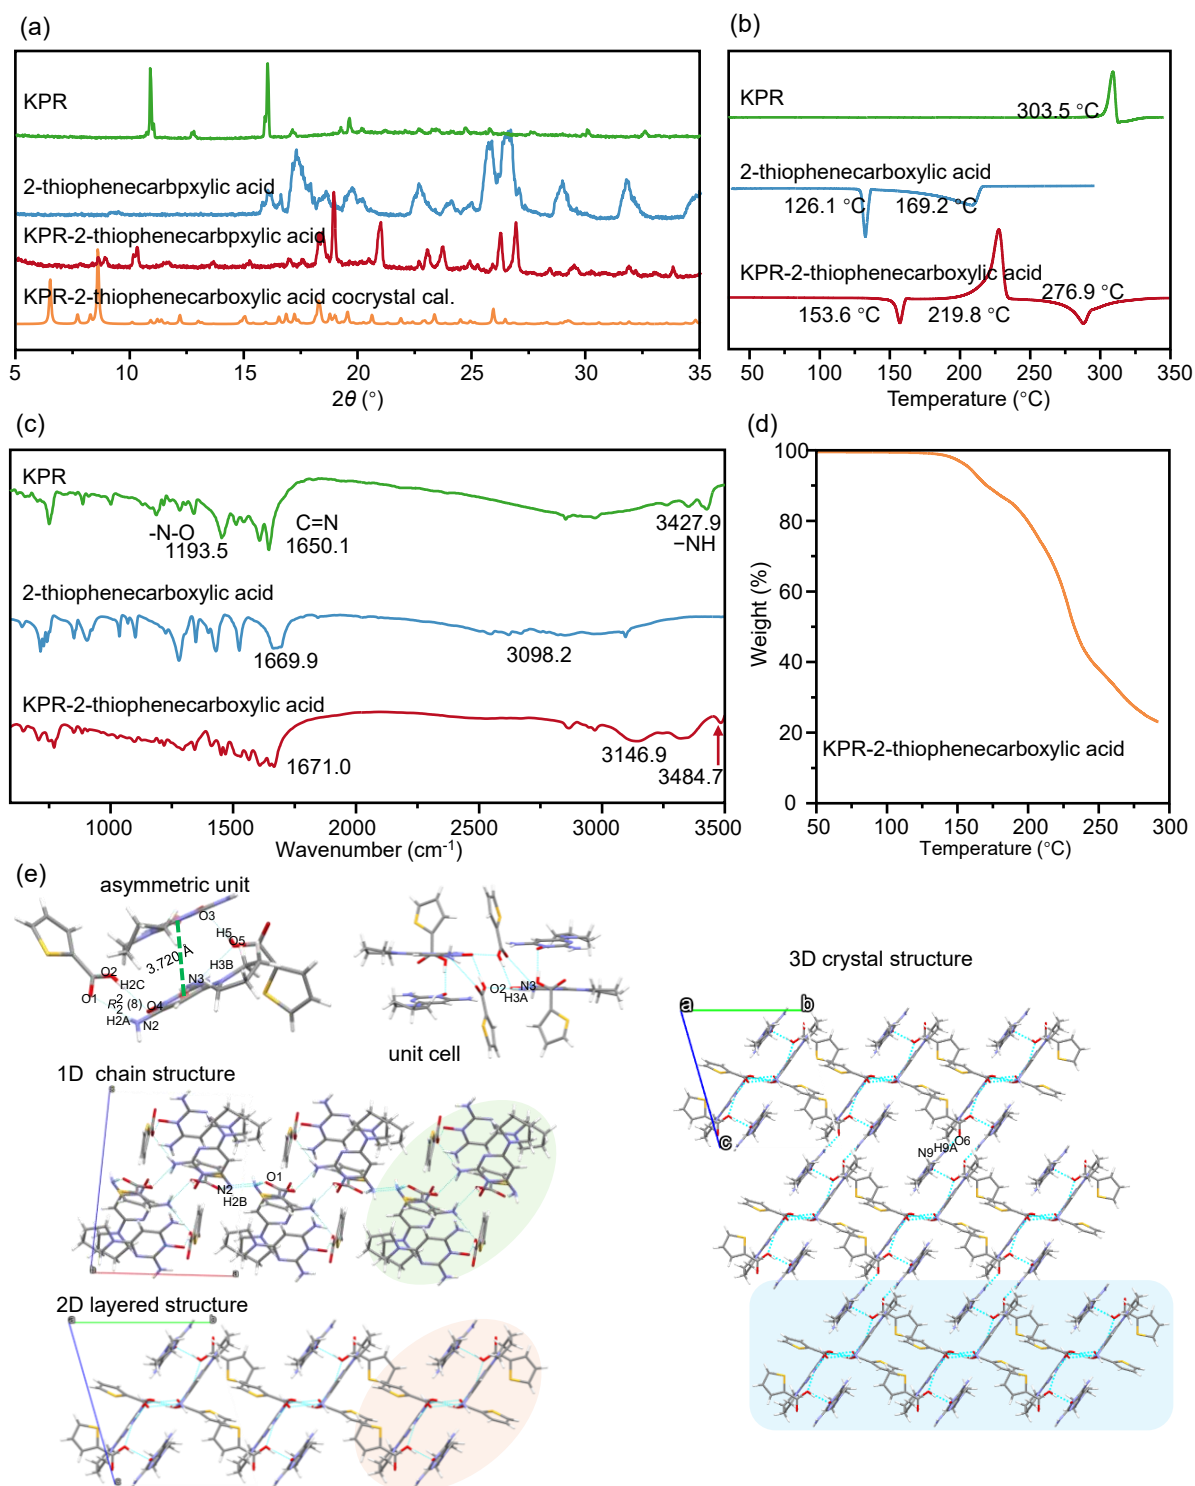 (a)
KPR
2-thiophenecarbpxylic acid
KPR-2-thiophenecarbpxylic acid
KPR-2-thiophenecarboxylic acid cocrystal cal.
5 10 15 20 25 30 35
2θ (°)
(b)
KPR
303.5 °C
2-thiophenecarboxylic acid
126.1 °C 169.2 °C
KPR-2-thiophenecarboxylic acid
276.9 °C
153.6 °C 219.8 °C
50 100 150 200 250 300 350
Temperature (°C)
(c)
KPR
-N-O
1193.5
C=N
1650.1
3427.9
−NH
2-thiophenecarboxylic acid
1669.9
3098.2
KPR-2-thiophenecarboxylic acid
1671.0
3146.9
3484.7
1000 1500 2000 2500 3000 3500
Wavenumber (cm-1)
(d)
100
80
60
40
20
0
Weight (%)
KPR-2-thiophenecarboxylic acid
50 100 150 200 250 300
Temperature (°C)
(e)
asymmetric unit
O3
H5
O5
3.720 Å
H3B
O2
H2C
N3
O1
R22(8)
O4
H2A
N2
O2
N3
H3A
unit cell
1D chain structure
O1
N2
H2B
2D layered structure
b
3D crystal structure
a
b
c
O6
H9A
N9